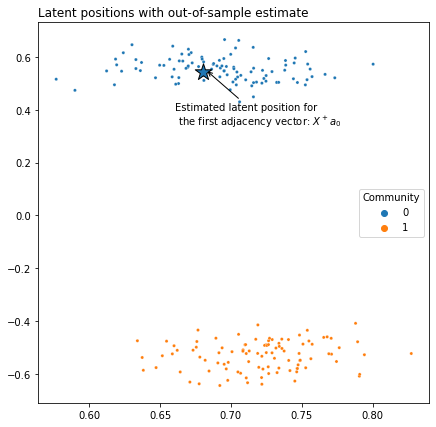 Latent positions with out-of-sample estimate
0.6
0.4
Estimated latent position for
the first adjacency vector: X⁺a₀
0.2
Community
0
1
0.0
−0.2
−0.4
−0.6
0.60 0.65 0.70 0.75 0.80